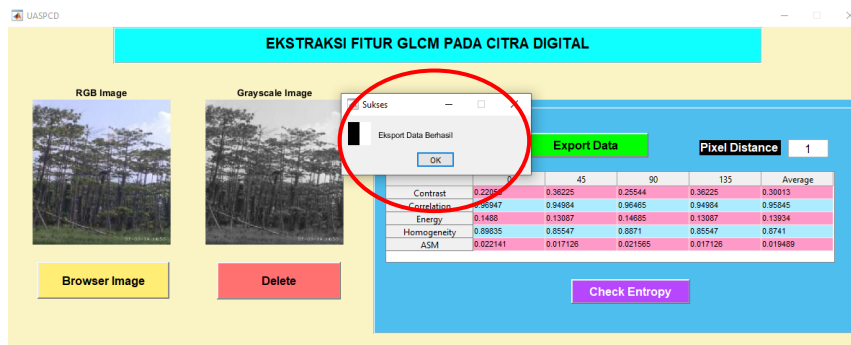 UASPCD
EKSTRAKSI FITUR GLCM PADA CITRA DIGITAL
RGB Image
Grayscale Image
Sukses
Eksport Data Berhasil
OK
Export Data
Pixel Distance 1
45 90 135 Average
Contrast 0.36225 0.25544 0.36225 0.30013
Correlation 0.96947 0.94984 0.96465 0.94984 0.95845
Energy 0.1488 0.13087 0.14685 0.13087 0.13934
Homogeneity 0.89835 0.85547 0.8871 0.85547 0.8741
ASM 0.022141 0.017126 0.021565 0.017126 0.019489
Browser Image
Delete
Check Entropy